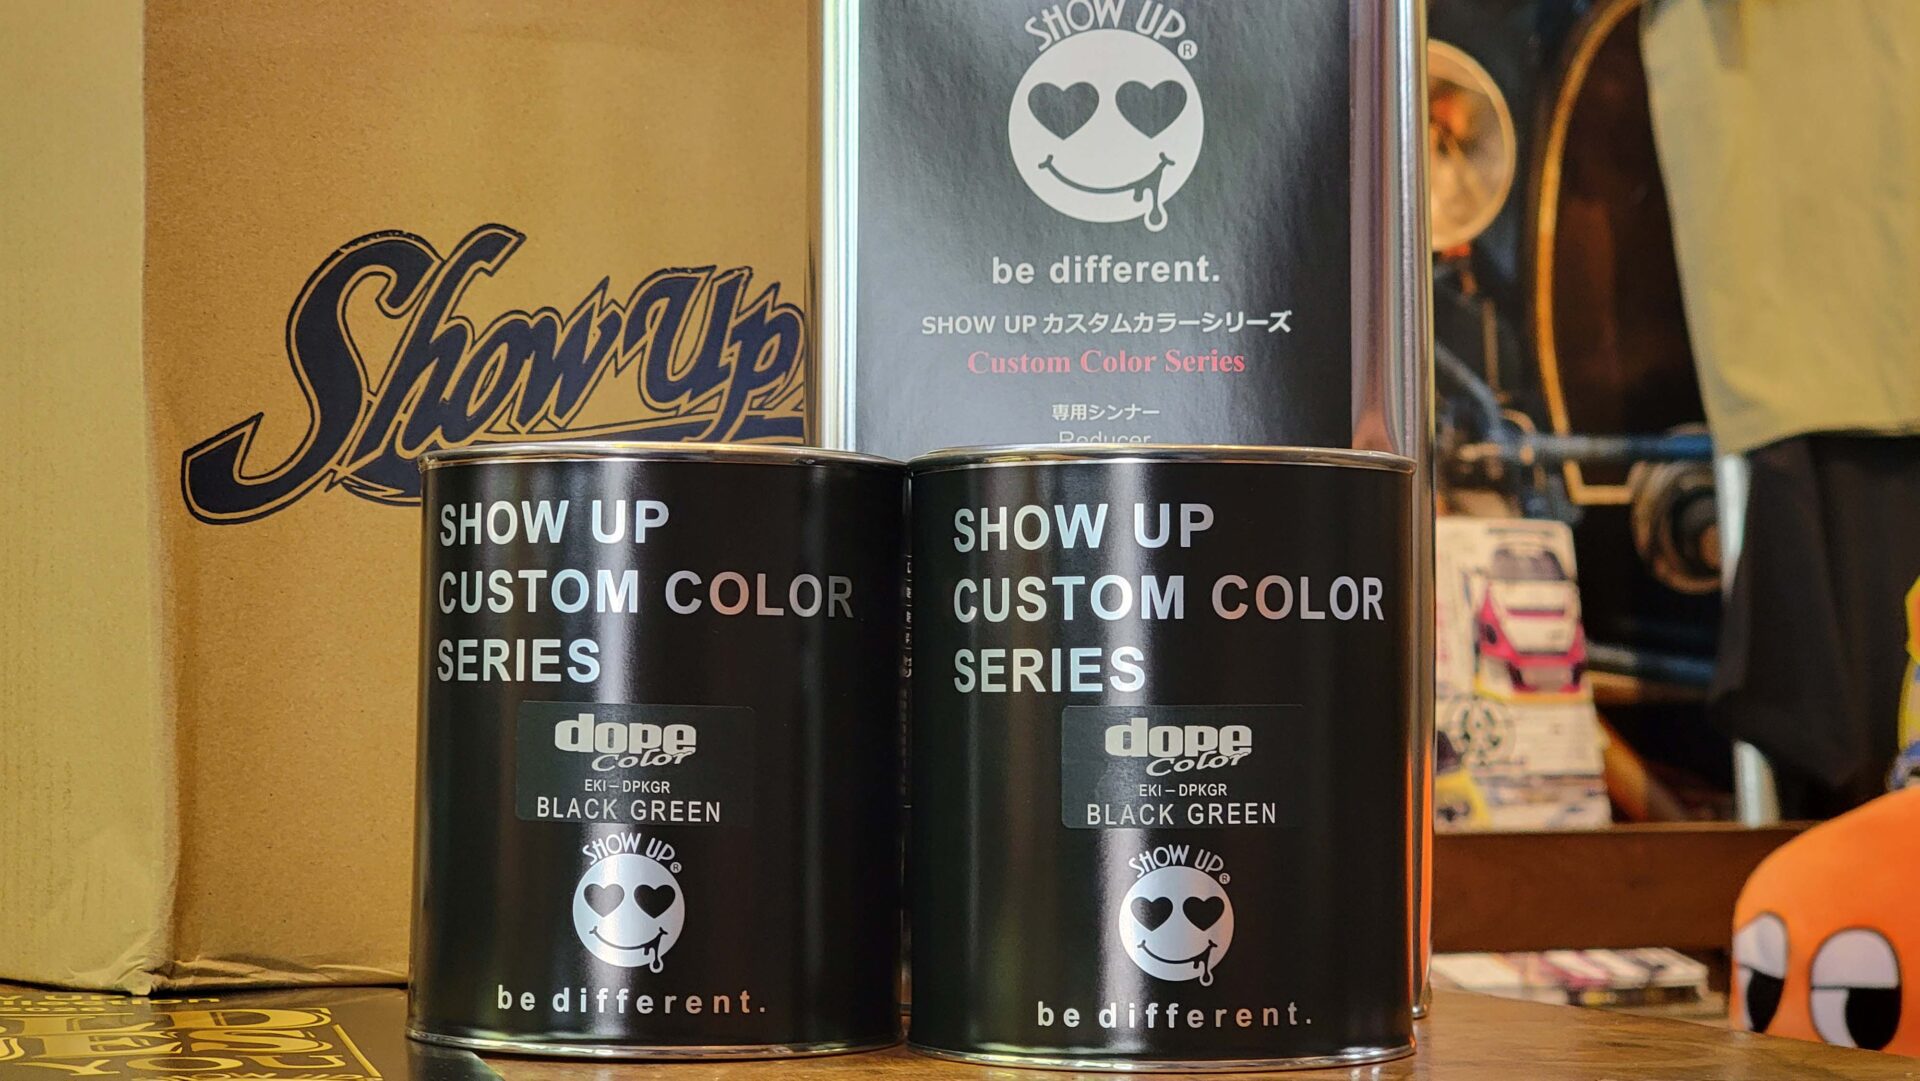 Show Up
SHOW UP®
be different.
SHOW UP カスタムカラーシリーズ
Custom Color Series
専用シンナー
Reducer
SHOW UP
CUSTOM COLOR
SERIES
dope
Color
EKI-DPKGR
BLACK GREEN
SHOW UP®
be different.
SHOW UP
CUSTOM COLOR
SERIES
dope
Color
EKI-DPKGR
BLACK GREEN
SHOW UP®
be different.